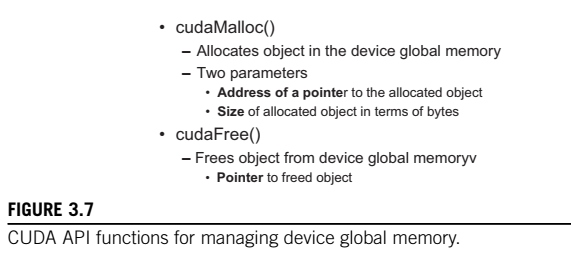 • cudaMalloc()
– Allocates object in the device global memory
– Two parameters
• Address of a pointer to the allocated object
• Size of allocated object in terms of bytes
• cudaFree()
– Frees object from device global memoryv
• Pointer to freed object
FIGURE 3.7
CUDA API functions for managing device global memory.